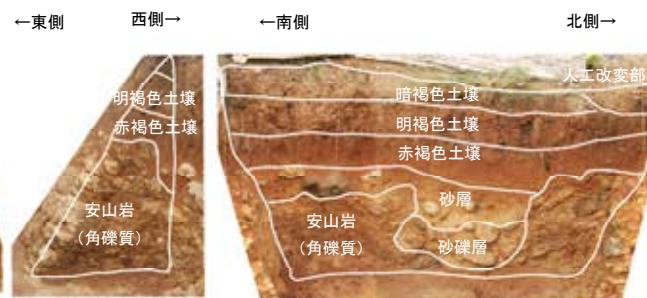 ←東側
西側→
←南側
北側→
人工改変部
暗褐色土壌
明褐色土壌
赤褐色土壌
安山岩
（角礫質）
明褐色土壌
赤褐色土壌
砂層
安山岩
（角礫質）
砂礫層